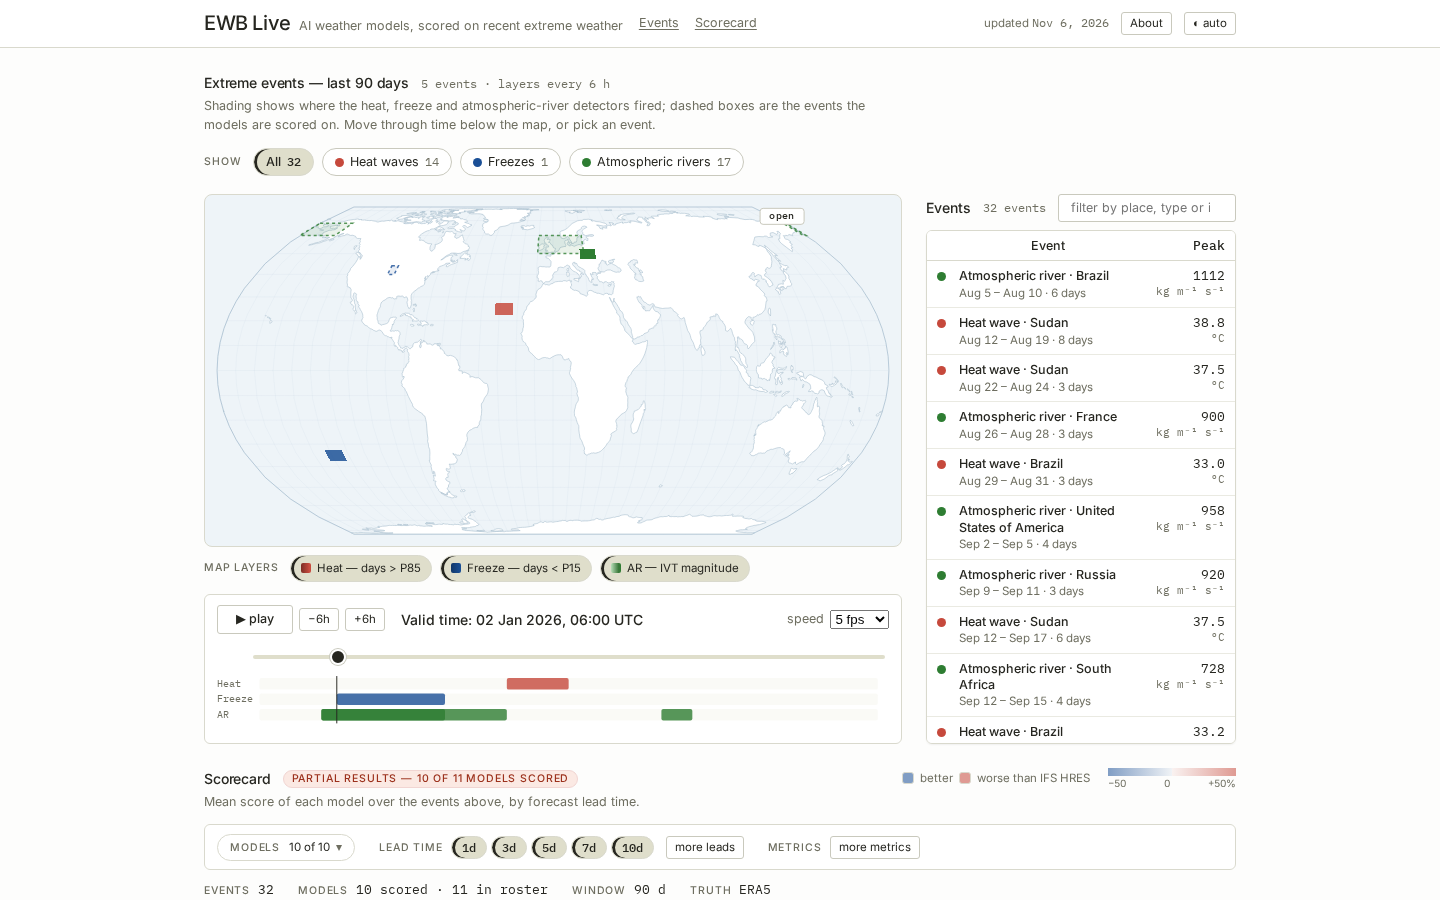 EWB Live AI weather models, scored on recent extreme weather Events Scorecard updated Nov 6, 2026 About auto
Extreme events — last 90 days 5 events · layers every 6 h
Shading shows where the heat, freeze and atmospheric-river detectors fired; dashed boxes are the events the
models are scored on. Move through time below the map, or pick an event.
SHOW All 32 Heat waves 14 Freezes 1 Atmospheric rivers 17
open
MAP LAYERS Heat — days > P85 Freeze — days < P15 AR — IVT magnitude
▶ play −6h +6h Valid time: 02 Jan 2026, 06:00 UTC speed 5 fps
Heat
Freeze
AR
Events 32 events filter by place, type or i
Event Peak
Atmospheric river · Brazil 1112
Aug 5 – Aug 10 · 6 days kg m⁻¹ s⁻¹
Heat wave · Sudan 38.8
Aug 12 – Aug 19 · 8 days °C
Heat wave · Sudan 37.5
Aug 22 – Aug 24 · 3 days °C
Atmospheric river · France 900
Aug 26 – Aug 28 · 3 days kg m⁻¹ s⁻¹
Heat wave · Brazil 33.0
Aug 29 – Aug 31 · 3 days °C
Atmospheric river · United 958
States of America kg m⁻¹ s⁻¹
Sep 2 – Sep 5 · 4 days
Atmospheric river · Russia 920
Sep 9 – Sep 11 · 3 days kg m⁻¹ s⁻¹
Heat wave · Sudan 37.5
Sep 12 – Sep 17 · 6 days °C
Atmospheric river · South 728
Africa kg m⁻¹ s⁻¹
Sep 12 – Sep 15 · 4 days
Heat wave · Brazil 33.2
Scorecard PARTIAL RESULTS — 10 OF 11 MODELS SCORED better worse than IFS HRES
−50 0 +50%
Mean score of each model over the events above, by forecast lead time.
MODELS 10 of 10 ▾ LEAD TIME 1d 3d 5d 7d 10d more leads METRICS more metrics
EVENTS 32 MODELS 10 scored · 11 in roster WINDOW 90 d TRUTH ERA5